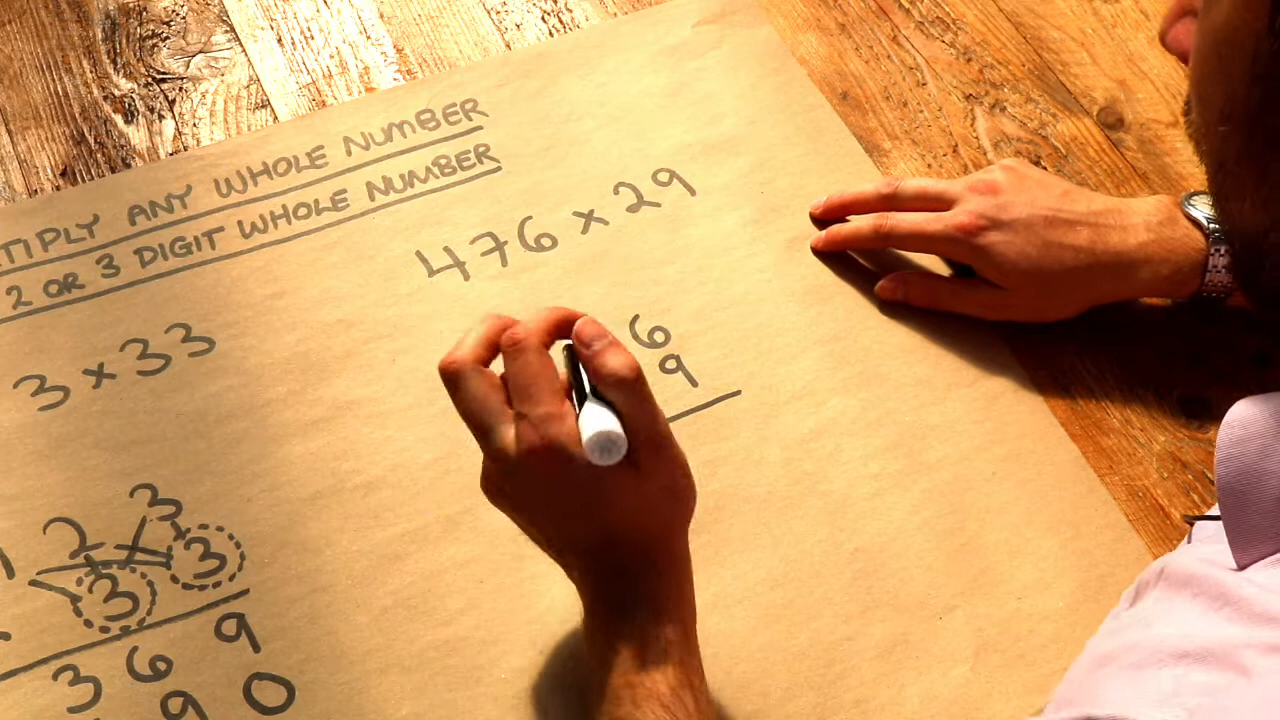 TIPLY ANY WHOLE NUMBER
2 OR 3 DIGIT WHOLE NUMBER
3 × 33
476 × 29
6
9
2 3
3 3
3 6 9
9 0